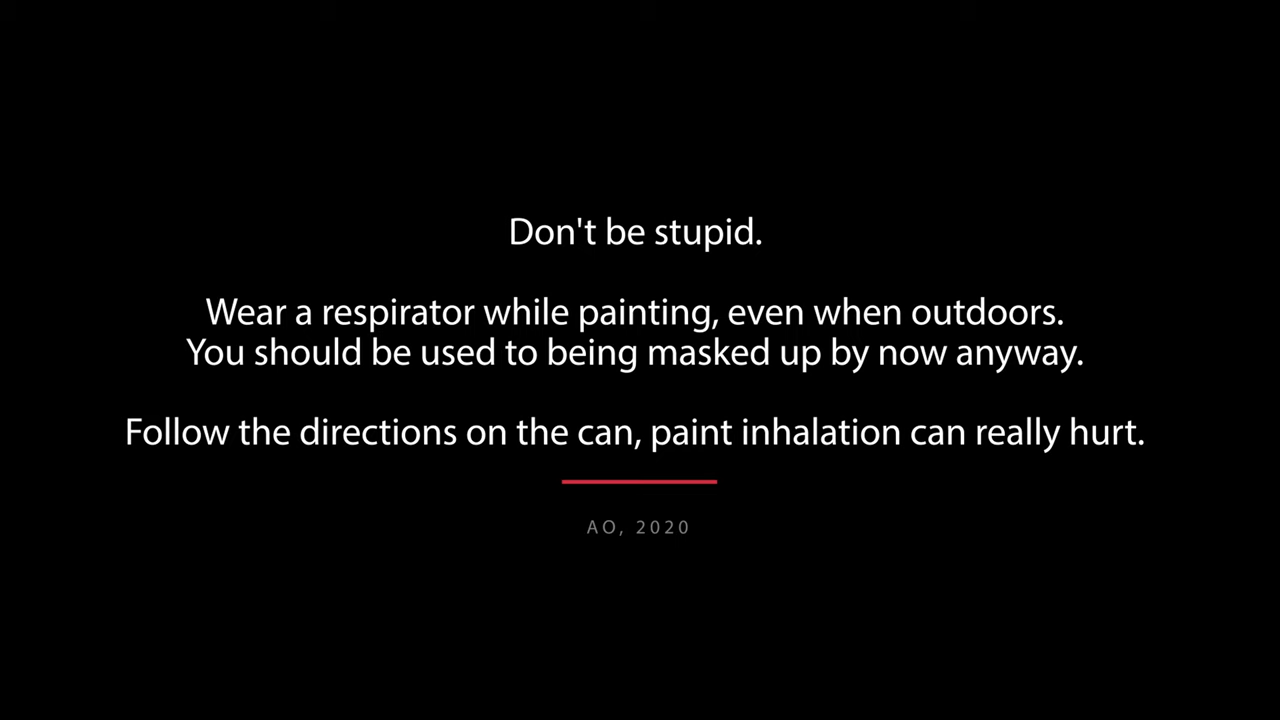 Don't be stupid.
Wear a respirator while painting, even when outdoors.
You should be used to being masked up by now anyway.
Follow the directions on the can, paint inhalation can really hurt.
AO, 2020